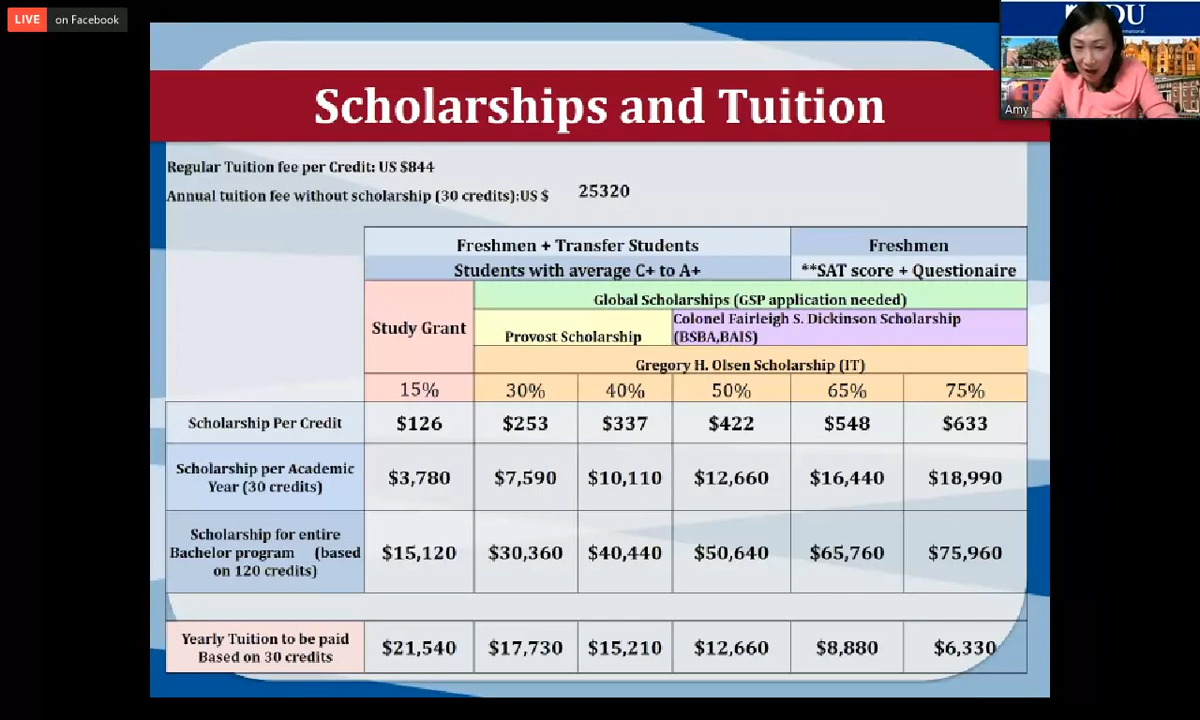 LIVE on Facebook
DU
Amy
Scholarships and Tuition
Regular Tuition fee per Credit: US $844
Annual tuition fee without scholarship (30 credits):US $ 25320
Freshmen + Transfer Students
Freshmen
Students with average C+ to A+
**SAT score + Questionaire
Study Grant
Global Scholarships (GSP application needed)
Provost Scholarship
Colonel Fairleigh S. Dickinson Scholarship
(BSBA,BAIS)
Gregory H. Olsen Scholarship (IT)
15% 30% 40% 50% 65% 75%
Scholarship Per Credit $126 $253 $337 $422 $548 $633
Scholarship per Academic
Year (30 credits) $3,780 $7,590 $10,110 $12,660 $16,440 $18,990
Scholarship for entire
Bachelor program (based
on 120 credits) $15,120 $30,360 $40,440 $50,640 $65,760 $75,960
Yearly Tuition to be paid
Based on 30 credits $21,540 $17,730 $15,210 $12,660 $8,880 $6,330